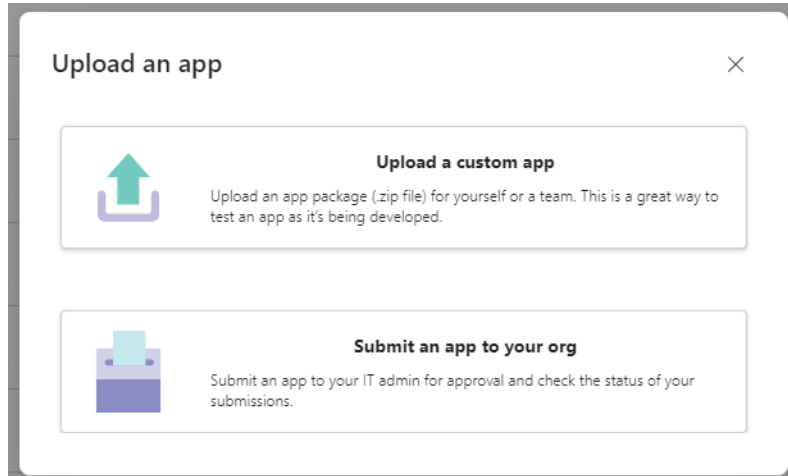 Upload an app
Upload a custom app
Upload an app package (.zip file) for yourself or a team. This is a great way to
test an app as it's being developed.
Submit an app to your org
Submit an app to your IT admin for approval and check the status of your
submissions.